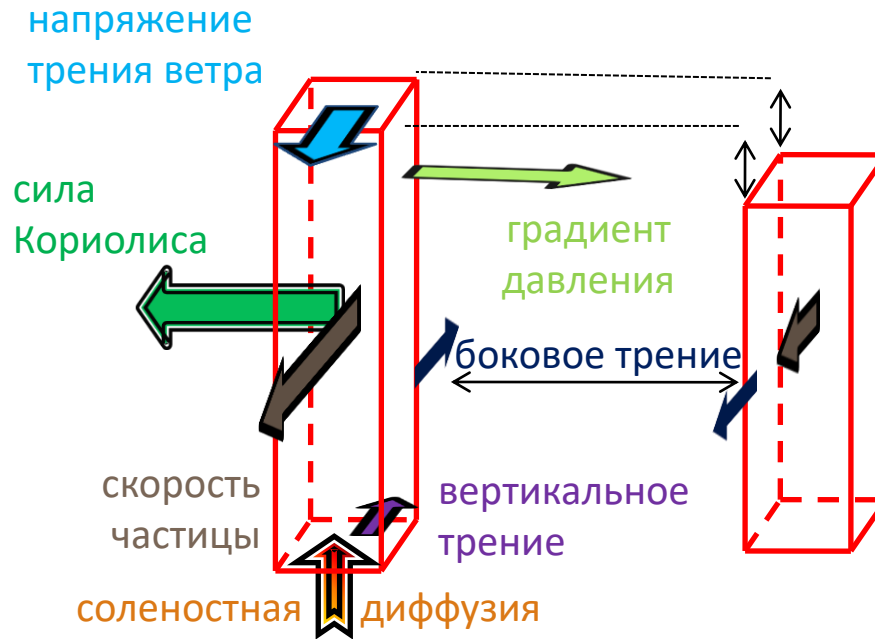 напряжение
трения ветра
сила
Кориолиса
градиент
давления
боковое трение
скорость
частицы
вертикальное
трение
соленостная диффузия